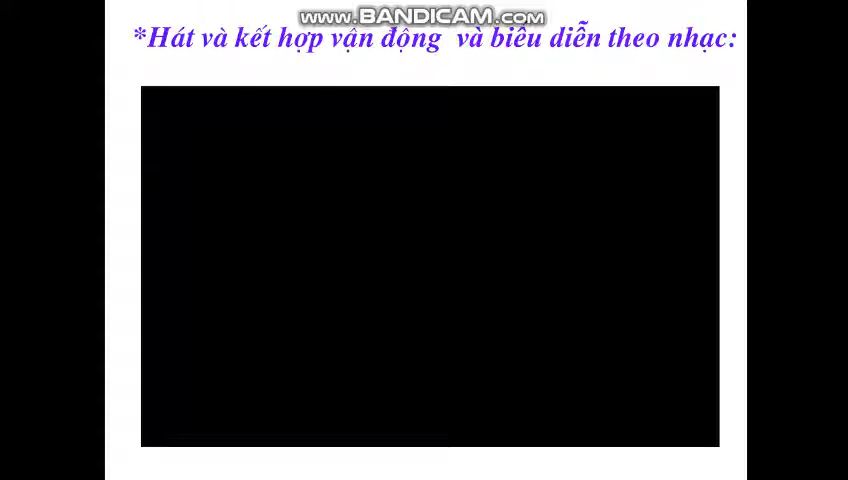 WWW.BANDICAM.COM
*Hát và kết hợp vận động và biểu diễn theo nhạc: